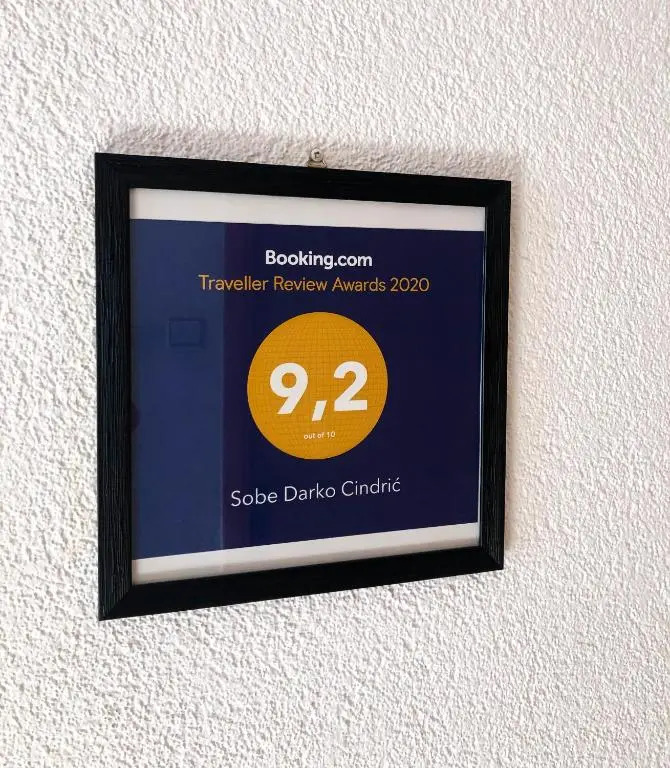 Booking.com
Traveller Review Awards 2020
9,2
out of 10
Sobe Darko Cindrić